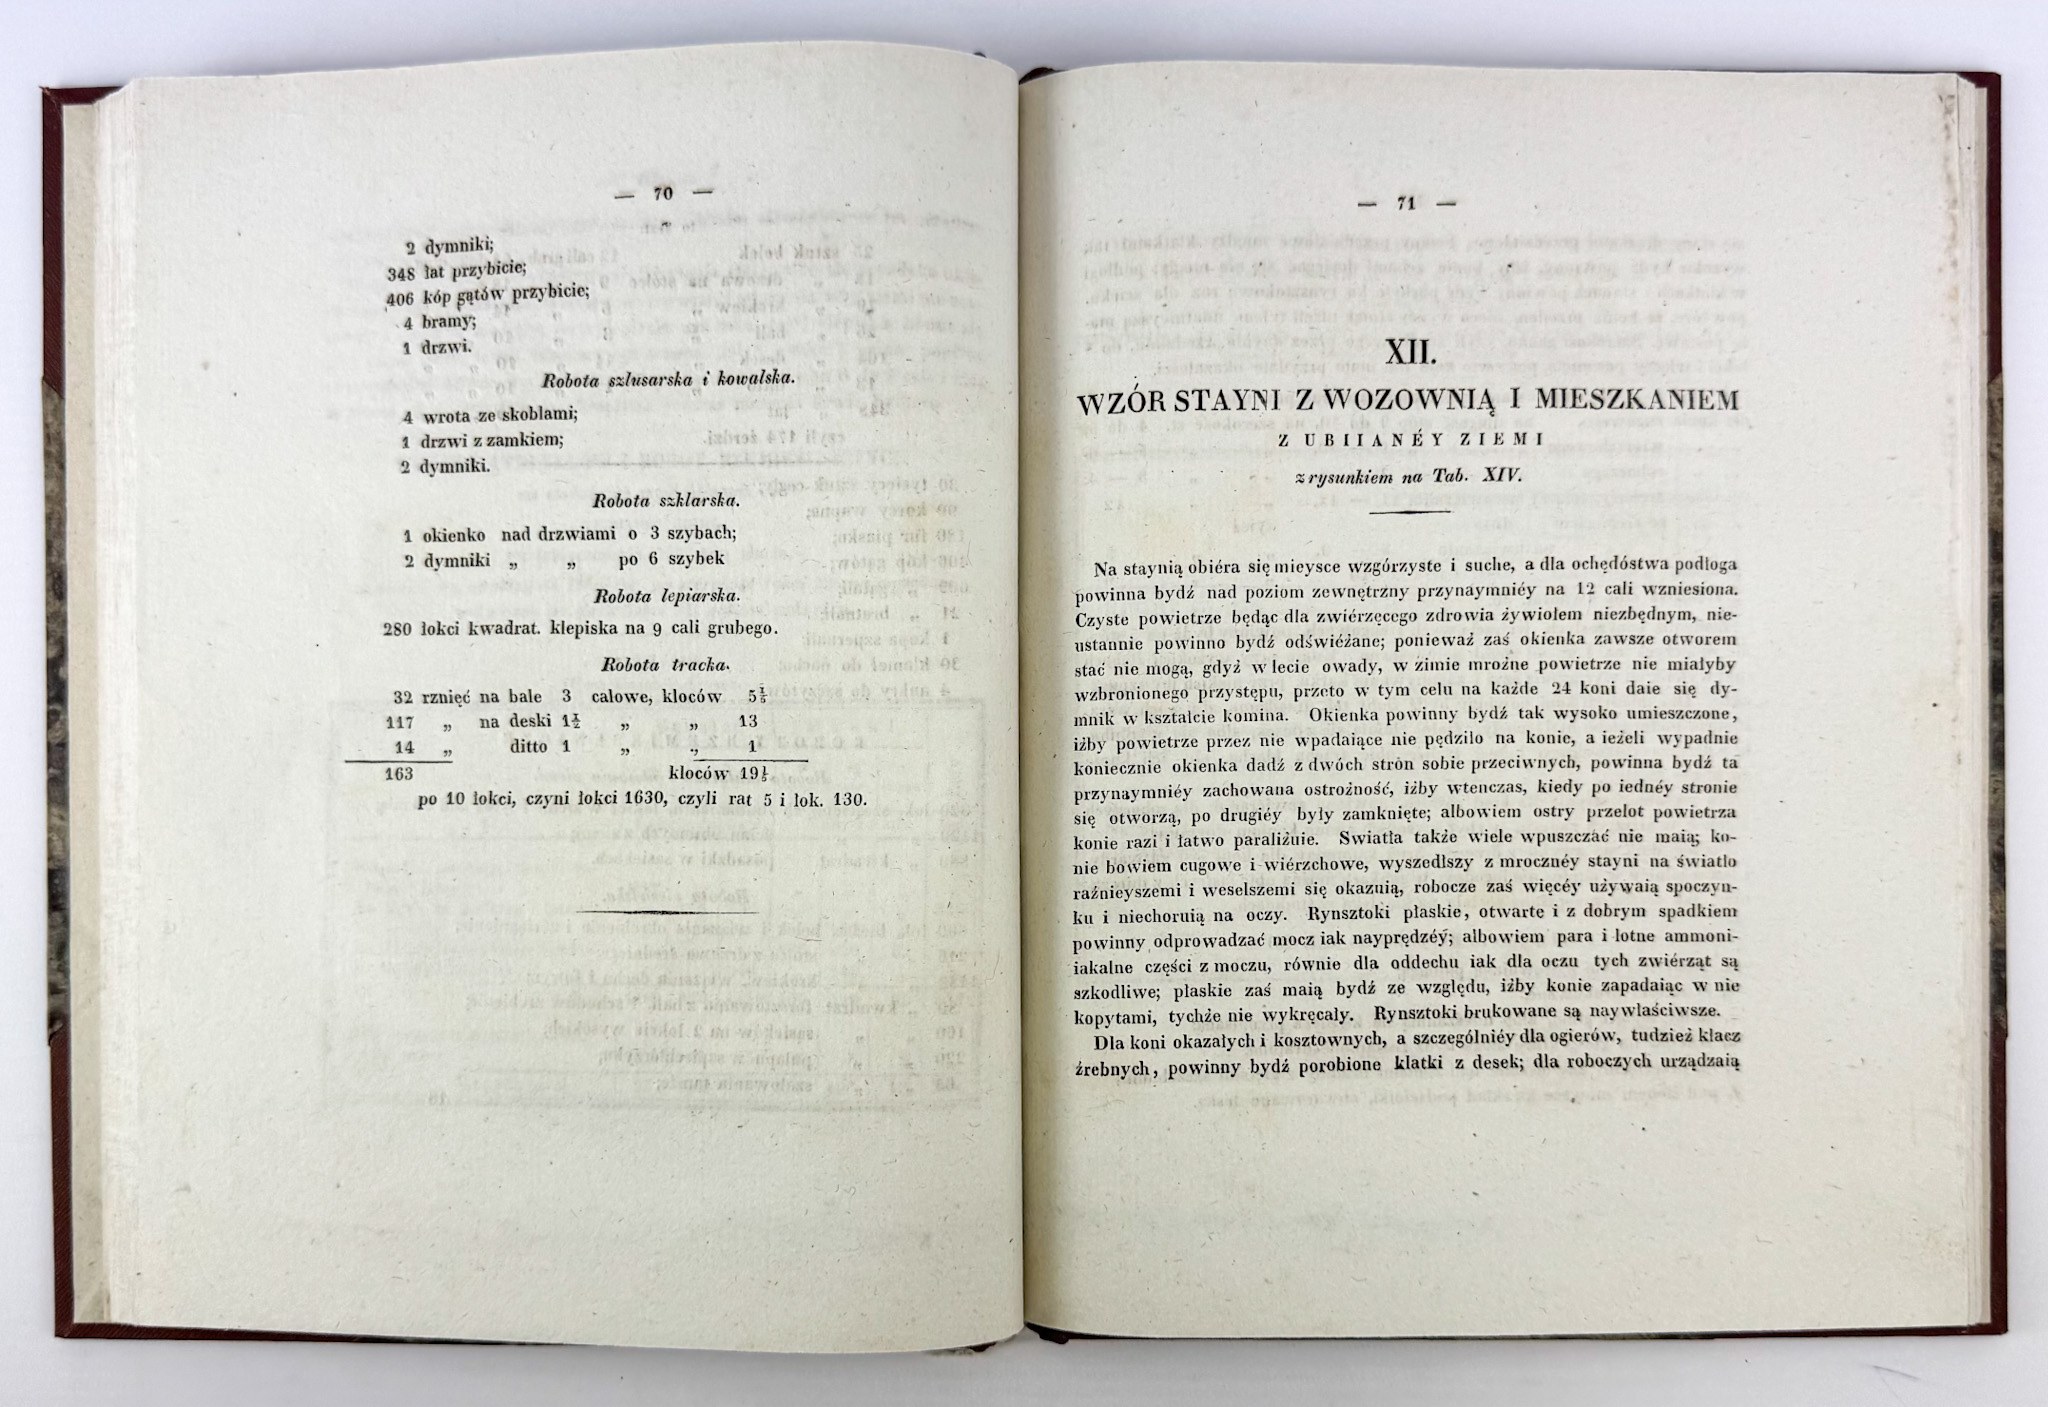 — 70 —
2 dymniki;
348 łat przybicie;
406 kóp gątów przybicie;
4 bramy;
1 drzwi.
Robota szlusarska i kowalska.
4 wrota ze skoblami;
1 drzwi z zamkiem;
2 dymniki.
Robota szklarska.
1 okienko nad drzwiami o 3 szybach;
2 dymniki „ „ po 6 szybek
Robota lepiarska.
280 łokci kwadrat. klepiska na 9 cali grubego.
Robota tracka.
32 rznięć na bale 3 calowe, kloców
117 „ na deski 1½ „ „ 13
14 „ ditto 1 „ „ 1
163 kloców
po 10 łokci, czyni łokci 1630, czyli rat 5 i łok. 130.
— 71 —
XII.
WZÓR STAYNI Z WOZOWNIĄ I MIESZKANIEM
Z UBIIANÉY ZIEMI
z rysunkiem na Tab. XIV.
Na staynią obiéra się mieysce wzgórzyste i suche, a dla ochędóstwa podłoga
powinna bydź nad poziom zewnętrzny przynaymniéy na 12 cali wzniesiona.
Czyste powietrze będąc dla zwiérzęcego zdrowia żywiołem niezbędnym, nie-
ustannie powinno bydź odświéżane; ponieważ zaś okienka zawsze otworem
stać nie mogą, gdyż w lecie owady, w zimie mroźne powietrze nie miałyby
wzbronionego przystępu, przeto w tym celu na każde 24 koni daie się dy-
mnik w kształcie komina. Okienka powinny bydź tak wysoko umieszczone,
iżby powietrze przez nie wpadaiące nie pędziło na konie, a ieżeli wypadnie
koniecznie okienka dadź z dwóch stron sobie przeciwnych, powinna bydź ta
przynaymniéy zachowana ostrożność, iżby wtenczas, kiedy po iednéy stronie
się otworzą, po drugiéy były zamknięte; albowiem ostry przelot powietrza
konie razi i łatwo paraliżuie. Swiatła także wiele wpuszczać nie maią; ko-
nie bowiem cugowe i wiérzchowe, wyszedłszy z mrocznéy stayni na światło
raźnieyszemi i weselszemi się okazuią, robocze zaś więcéy używaią spoczyn-
ku i niechoruią na oczy. Rynsztoki płaskie, otwarte i z dobrym spadkiem
powinny odprowadzać mocz iak nayprędzéy; albowiem para i lotne ammoni-
iakalne części z moczu, równie dla oddechu iak dla oczu tych zwiérząt są
szkodliwe; płaskie zaś maią bydź ze względu, iżby konie zapadaiąc w nie
kopytami, tychże nie wykręcały. Rynsztoki brukowane są naywłaściwsze.
Dla koni okazałych i kosztownych, a szczególniéy dla ogierów, tudzież klacz
źrebnych, powinny bydź porobione klatki z desek; dla roboczych urządzaią